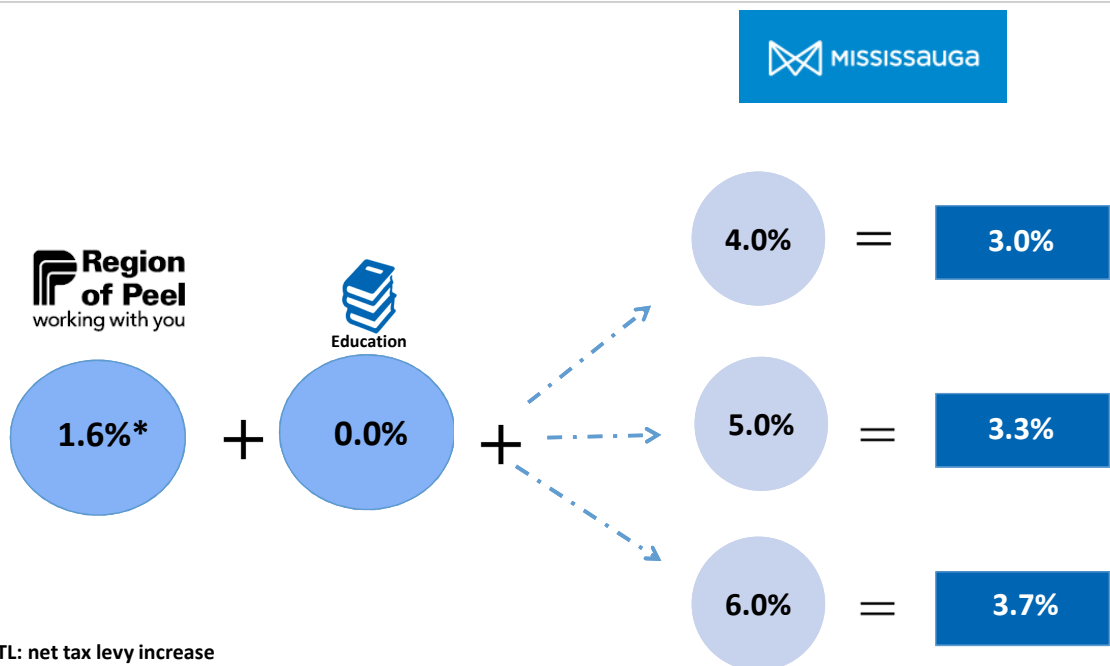 MISSISSAUGA
Region
of Peel
working with you
Education
1.6%*
+
0.0%
+
4.0%
=
3.0%
5.0%
=
3.3%
6.0%
=
3.7%
TL: net tax levy increase